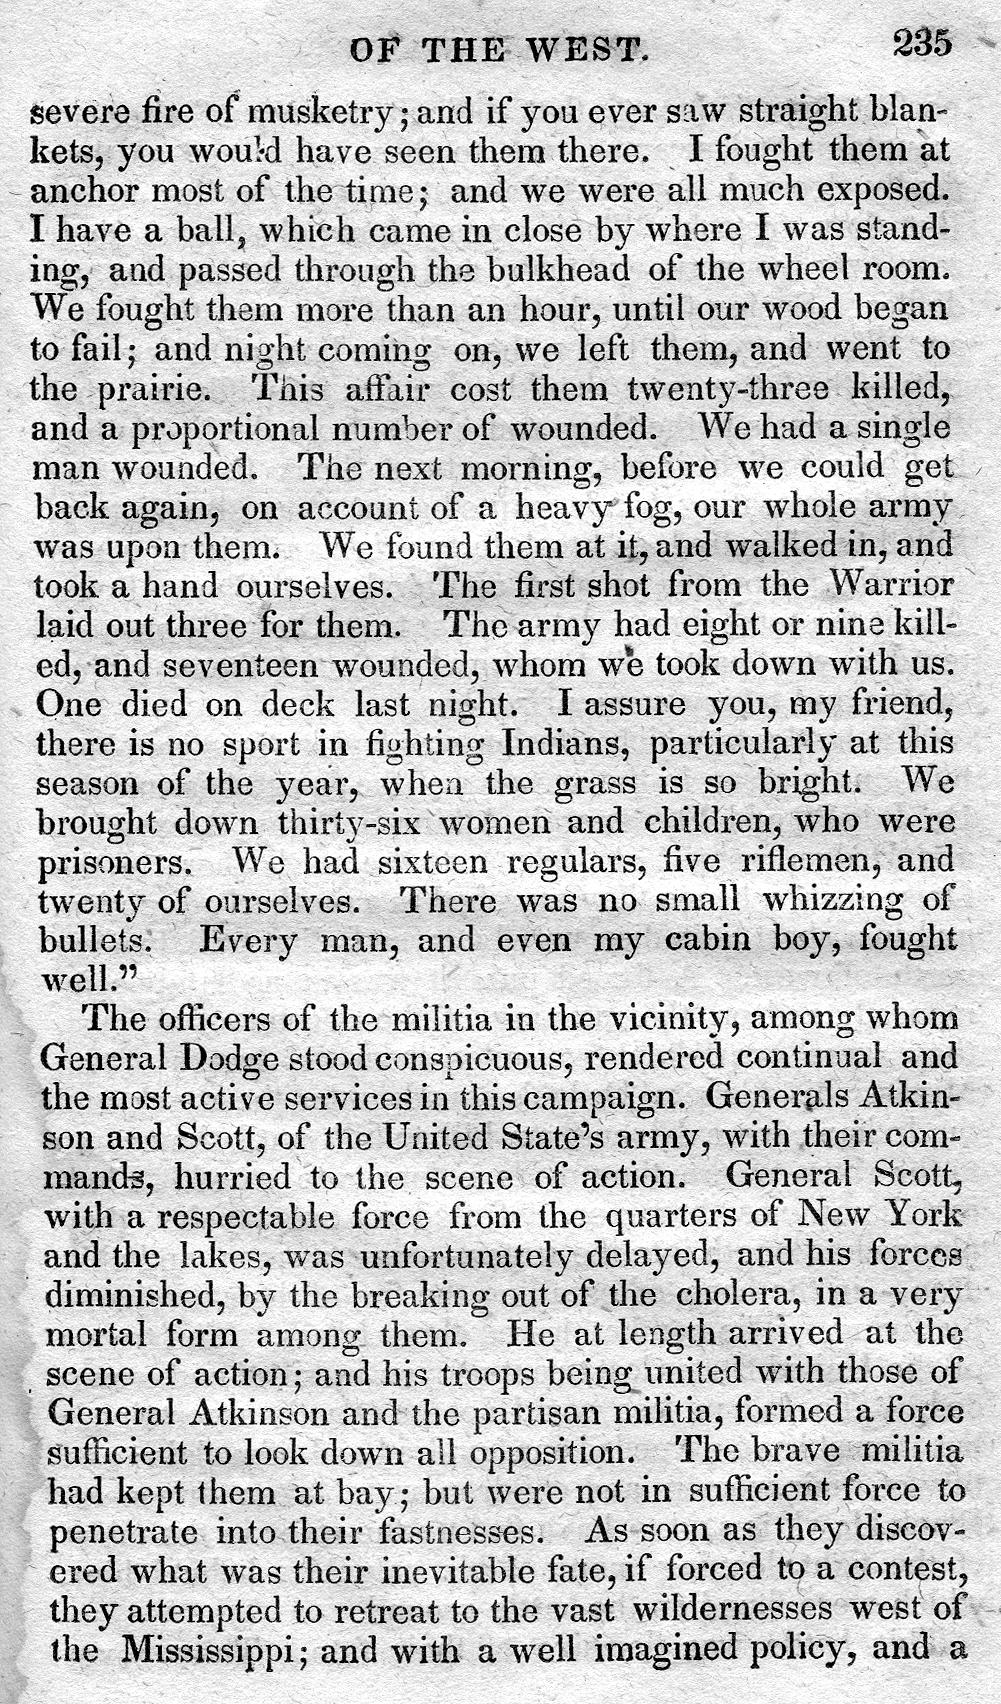 OF THE WEST. 235
severe fire of musketry; and if you ever saw straight blan-
kets, you would have seen them there. I fought them at
anchor most of the time; and we were all much exposed.
I have a ball, which came in close by where I was stand-
ing, and passed through the bulkhead of the wheel room.
We fought them more than an hour, until our wood began
to fail; and night coming on, we left them, and went to
the prairie. This affair cost them twenty-three killed,
and a proportional number of wounded. We had a single
man wounded. The next morning, before we could get
back again, on account of a heavy fog, our whole army
was upon them. We found them at it, and walked in, and
took a hand ourselves. The first shot from the Warrior
laid out three for them. The army had eight or nine kill-
ed, and seventeen wounded, whom we took down with us.
One died on deck last night. I assure you, my friend,
there is no sport in fighting Indians, particularly at this
season of the year, when the grass is so bright. We
brought down thirty-six women and children, who were
prisoners. We had sixteen regulars, five riflemen, and
twenty of ourselves. There was no small whizzing of
bullets. Every man, and even my cabin boy, fought
well.”
The officers of the militia in the vicinity, among whom
General Dodge stood conspicuous, rendered continual and
the most active services in this campaign. Generals Atkin-
son and Scott, of the United State’s army, with their com-
mands, hurried to the scene of action. General Scott,
with a respectable force from the quarters of New York
and the lakes, was unfortunately delayed, and his forces
diminished, by the breaking out of the cholera, in a very
mortal form among them. He at length arrived at the
scene of action; and his troops being united with those of
General Atkinson and the partisan militia, formed a force
sufficient to look down all opposition. The brave militia
had kept them at bay; but were not in sufficient force to
penetrate into their fastnesses. As soon as they discov-
ered what was their inevitable fate, if forced to a contest,
they attempted to retreat to the vast wildernesses west of
the Mississippi; and with a well imagined policy, and a